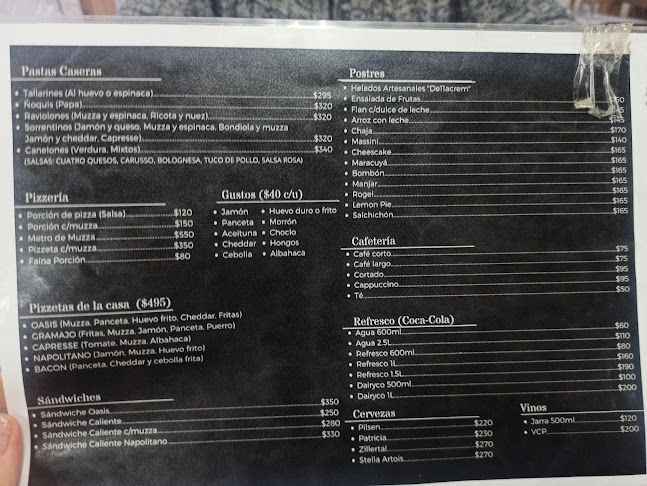 Pastas Caseras
• Tallarines (Al huevo o espinaca) $295
• Ñoquis (Papa) $320
• Raviolones (Muzza y espinaca, Ricota y nuez) $320
• Sorrentinos (Jamón y queso, Muzza y espinaca, Bondiola y muzza
Jamón y cheddar, Capresse) $320
• Canelones (Verdura, Mixtos) $340
(SALSAS: CUATRO QUESOS, CARUSSO, BOLOGNESA, TUCO DE POLLO, SALSA ROSA)
Pizzería
• Porción de pizza (Salsa) $120
• Porción c/muzza $150
• Metro de Muzza $550
• Pizzeta c/muzza $350
• Faina Porción $80
Gustos ($40 c/u)
• Jamón
• Panceta
• Aceituna
• Cheddar
• Cebolla
• Huevo duro o frito
• Morrón
• Choclo
• Hongos
• Albahaca
Pizzetas de la casa ($495)
• OASIS (Muzza, Panceta, Huevo frito, Cheddar, Fritas)
• GRAMAJO (Fritas, Muzza, Jamón, Panceta, Puerro)
• CAPRESSE (Tomate, Muzza, Albahaca)
• NAPOLITANO (Jamón, Muzza, Huevo frito)
• BACON (Panceta, Cheddar y cebolla frita)
Sándwiches
• Sándwiche Oasis $350
• Sándwiche Caliente $250
• Sándwiche Caliente c/muzza $280
• Sándwiche Caliente Napolitano $330
Postres
• Helados Artesanales "Dellacrem"
• Ensalada de Frutas
• Flan c/dulce de leche $145
• Arroz con leche $145
• Chaja $170
• Massini $140
• Cheescake $165
• Maracuyá $165
• Bombón $165
• Manjar $165
• Rogel $165
• Lemon Pie $165
• Salchichón $165
Cafetería
• Café corto $75
• Café largo $75
• Cortado $95
• Cappuccino $95
• Té $50
Refresco (Coca-Cola)
• Agua 600ml $60
• Agua 2.5L $110
• Refresco 600ml $80
• Refresco 1L $160
• Refresco 1.5L $190
• Dairyco 500ml $100
• Dairyco 1L $200
Cervezas
• Pilsen $220
• Patricia $230
• Zillertal $270
• Stella Artois $270
Vinos
• Jarra 500ml $120
• VCP $200